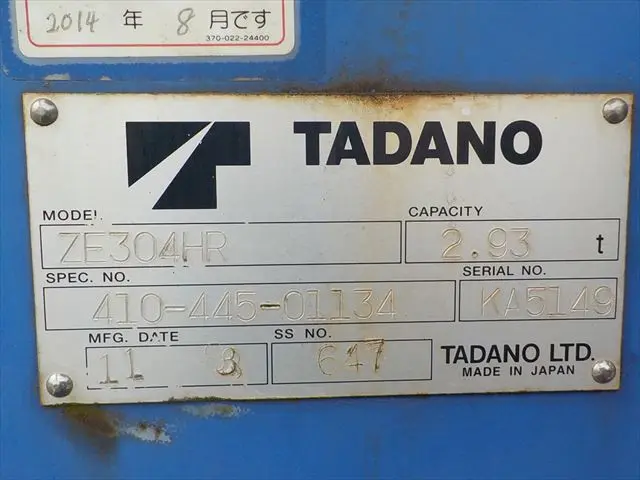 2014 年 8 月です
370-022-24400
TADANO
MODEL
CAPACITY
ZE304HR
2.93 t
SPEC. NO.
SERIAL NO.
410-445-01134
KA5149
MFG. DATE
SS NO.
11 8
647
TADANO LTD.
MADE IN JAPAN